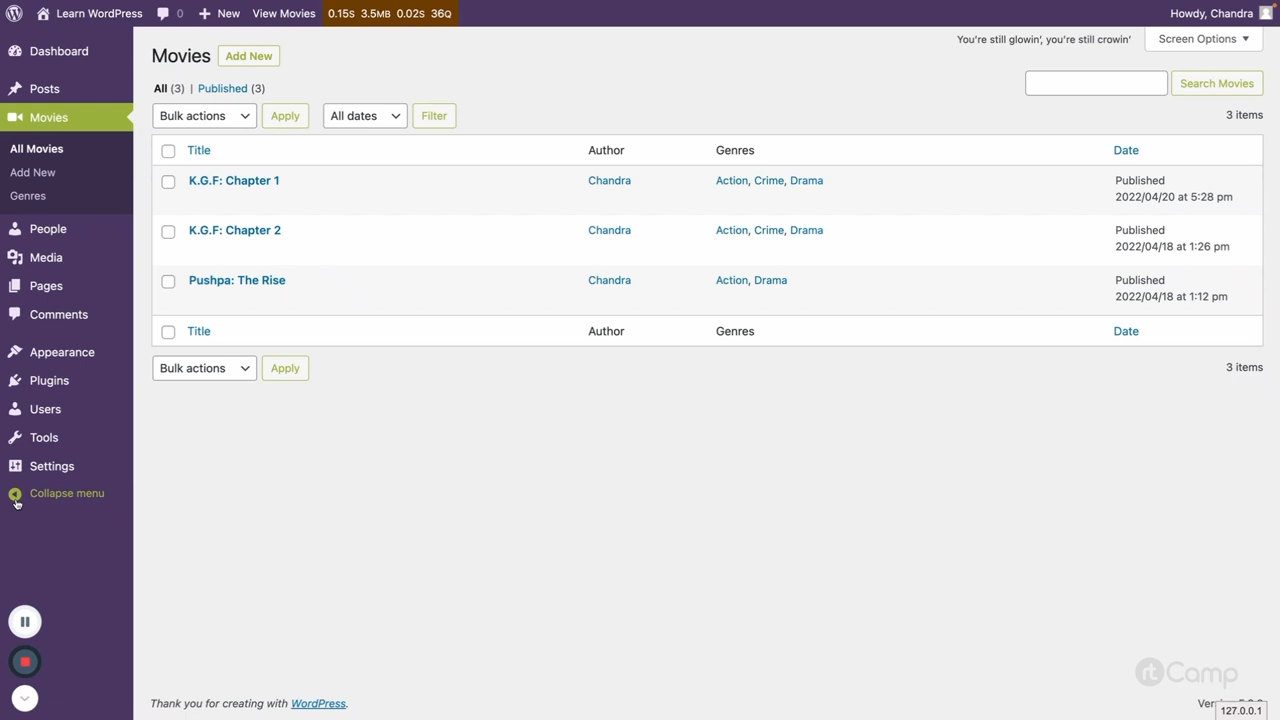 Learn WordPress 0 New View Movies 0.15S 3.5MB 0.02S 36Q Howdy, Chandra
Dashboard
Posts
Movies
All Movies
Add New
Genres
People
Media
Pages
Comments
Appearance
Plugins
Users
Tools
Settings
Collapse menu
You're still glowin', you're still crowin' Screen Options ▼
Movies Add New
All (3) | Published (3)
Search Movies
Bulk actions Apply All dates Filter 3 items
Title Author Genres Date
K.G.F: Chapter 1 Chandra Action, Crime, Drama Published
2022/04/20 at 5:28 pm
K.G.F: Chapter 2 Chandra Action, Crime, Drama Published
2022/04/18 at 1:26 pm
Pushpa: The Rise Chandra Action, Drama Published
2022/04/18 at 1:12 pm
Title Author Genres Date
Bulk actions Apply 3 items
rtCamp
Thank you for creating with WordPress.
127.0.0.1